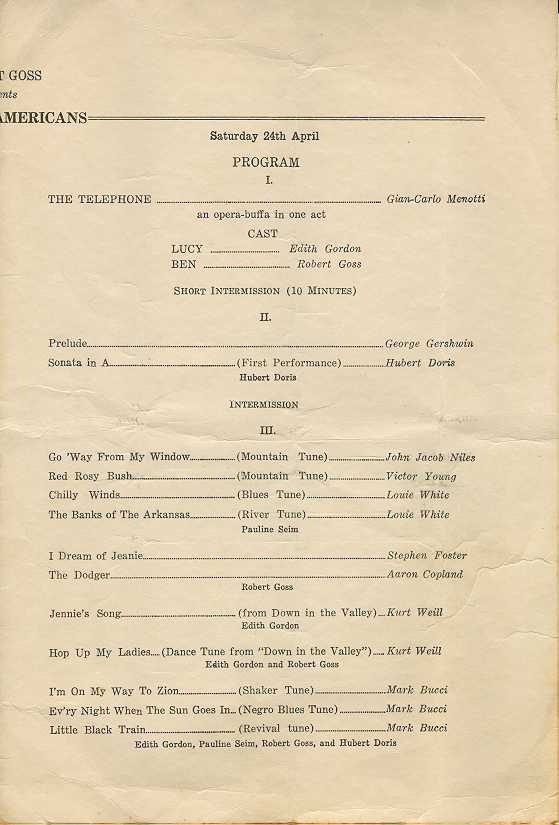 T GOSS
ents
AMERICANS
Saturday 24th April
PROGRAM
I.
THE TELEPHONE ........ Gian-Carlo Menotti
an opera-buffa in one act
CAST
LUCY ........ Edith Gordon
BEN ........ Robert Goss
SHORT INTERMISSION (10 MINUTES)
II.
Prelude ........ George Gershwin
Sonata in A ........ (First Performance) ........ Hubert Doris
Hubert Doris
INTERMISSION
III.
Go 'Way From My Window ........ (Mountain Tune) ........ John Jacob Niles
Red Rosy Bush ........ (Mountain Tune) ........ Victor Young
Chilly Winds ........ (Blues Tune) ........ Louie White
The Banks of The Arkansas ........ (River Tune) ........ Louie White
Pauline Seim
I Dream of Jeanie ........ Stephen Foster
The Dodger ........ Aaron Copland
Robert Goss
Jennie's Song ........ (from Down in the Valley) .... Kurt Weill
Edith Gordon
Hop Up My Ladies .... (Dance Tune from "Down in the Valley") .... Kurt Weill
Edith Gordon and Robert Goss
I'm On My Way To Zion ........ (Shaker Tune) ........ Mark Bucci
Ev'ry Night When The Sun Goes In .. (Negro Blues Tune) ........ Mark Bucci
Little Black Train ........ (Revival tune) ........ Mark Bucci
Edith Gordon, Pauline Seim, Robert Goss, and Hubert Doris